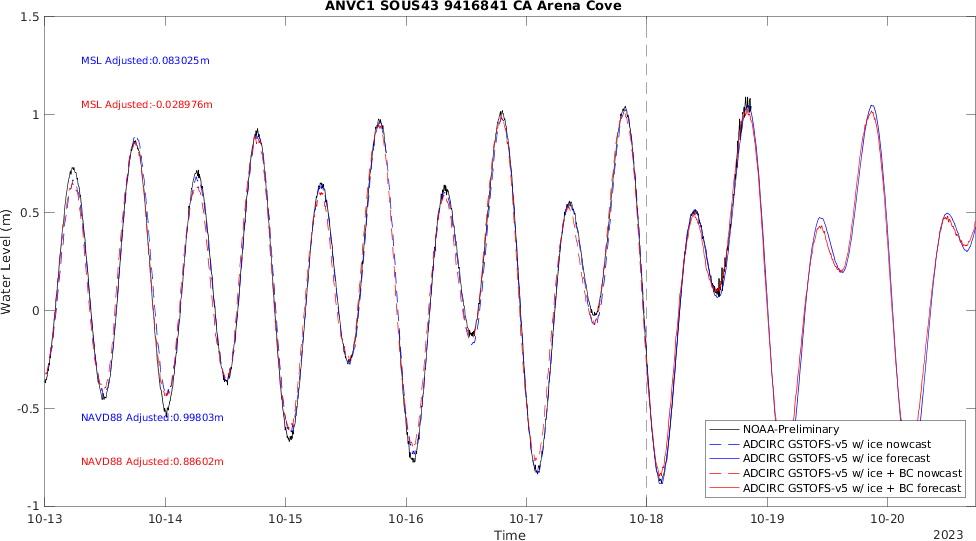 ANVC1 SOUS43 9416841 CA Arena Cove
1.5
MSL Adjusted:0.083025m
MSL Adjusted:-0.028976m
1
0.5
Water Level (m)
0
-0.5
NAVD88 Adjusted:0.99803m
NAVD88 Adjusted:0.88602m
NOAA-Preliminary
ADCIRC GSTOFS-v5 w/ ice nowcast
ADCIRC GSTOFS-v5 w/ ice forecast
ADCIRC GSTOFS-v5 w/ ice + BC nowcast
ADCIRC GSTOFS-v5 w/ ice + BC forecast
-1
10-13 10-14 10-15 10-16 10-17 10-18 10-19 10-20
Time
2023